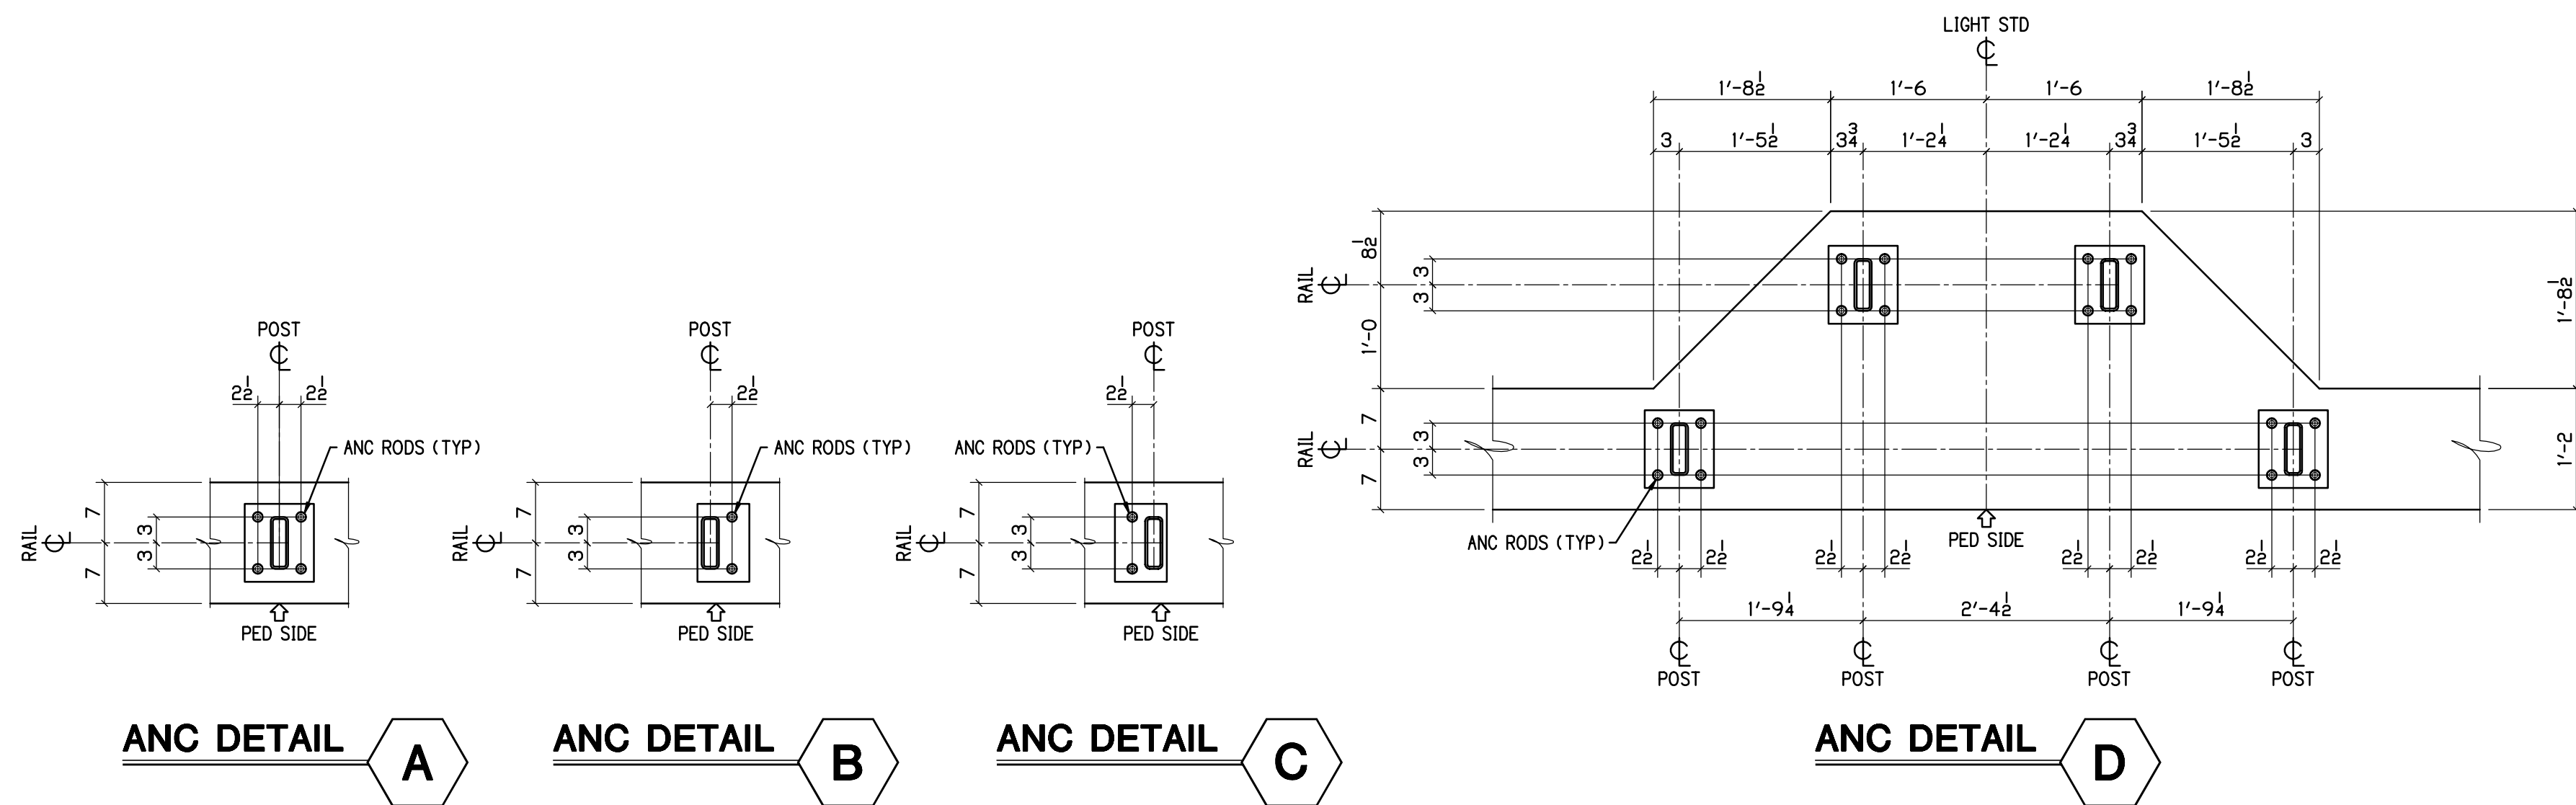 POST
℄
2½ 2½
ANC RODS (TYP)
7
3
RAIL ℄
3
7
PED SIDE
ANC DETAIL A
POST
℄
2½
ANC RODS (TYP)
7
3
RAIL ℄
3
7
PED SIDE
ANC DETAIL B
POST
℄
2½
ANC RODS (TYP)
7
3
RAIL ℄
3
7
PED SIDE
ANC DETAIL C
LIGHT STD
℄
1'-8½ 1'-6 1'-6 1'-8½
3 1'-5½ 3¾ 1'-2¼ 1'-2¼ 3¾ 1'-5½ 3
8½
3
RAIL ℄
3
1'-8½
1'-0
7
3
RAIL ℄
3
7
1'-2
ANC RODS (TYP)
PED SIDE
2½ 2½ 2½ 2½ 2½ 2½ 2½ 2½
1'-9¼ 2'-4½ 1'-9¼
℄ ℄ ℄ ℄
POST POST POST POST
ANC DETAIL D